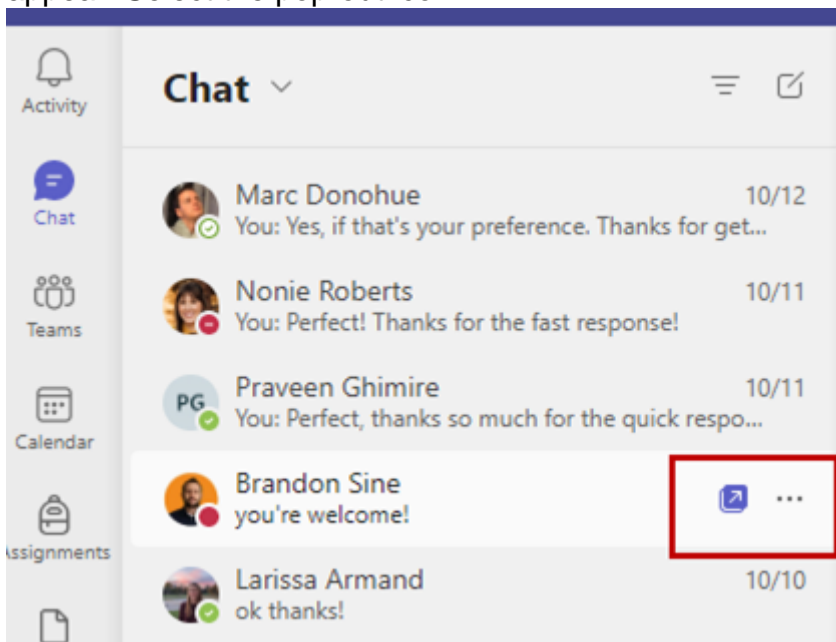 Activity
Chat
Chat
Teams
Calendar
Assignments
Marc Donohue 10/12
You: Yes, if that's your preference. Thanks for get...
Nonie Roberts 10/11
You: Perfect! Thanks for the fast response!
PG Praveen Ghimire 10/11
You: Perfect, thanks so much for the quick respo...
Brandon Sine
you're welcome!
Larissa Armand 10/10
ok thanks!